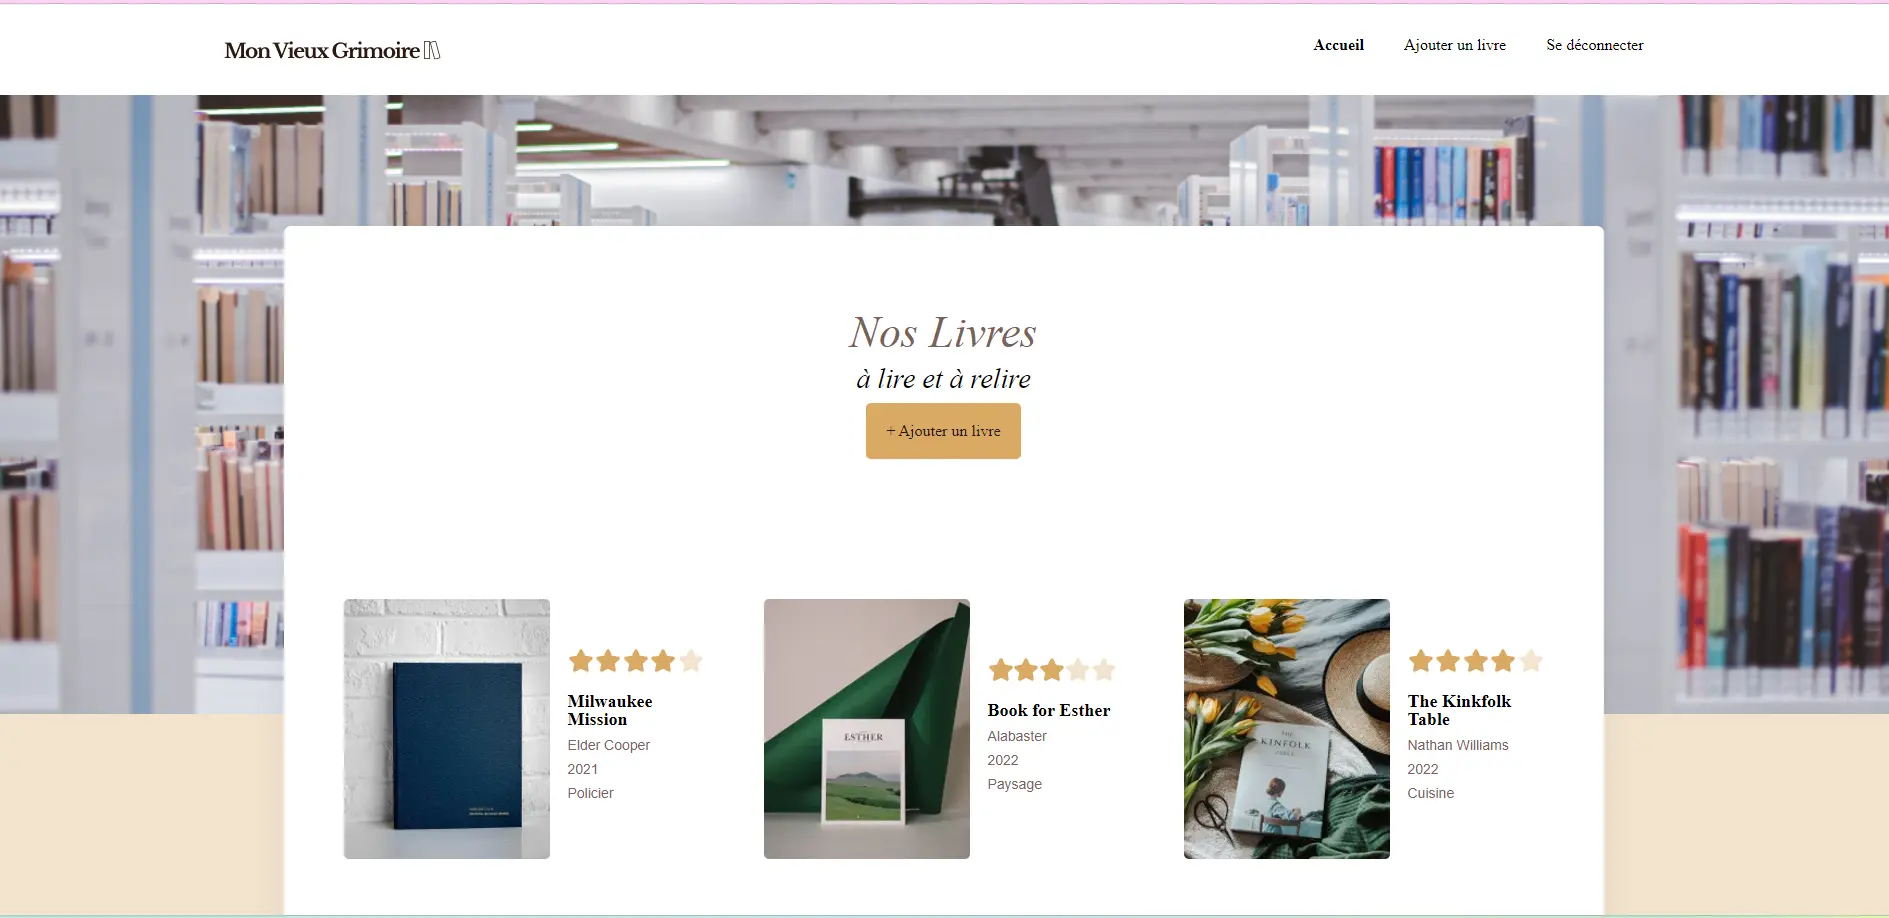 Mon Vieux Grimoire
Accueil
Ajouter un livre
Se déconnecter
Nos Livres
à lire et à relire
+ Ajouter un livre
Milwaukee
Mission
Elder Cooper
2021
Policier
ESTHER
Book for Esther
Alabaster
2022
Paysage
THE
KINFOLK
TABLE
The Kinkfolk
Table
Nathan Williams
2022
Cuisine